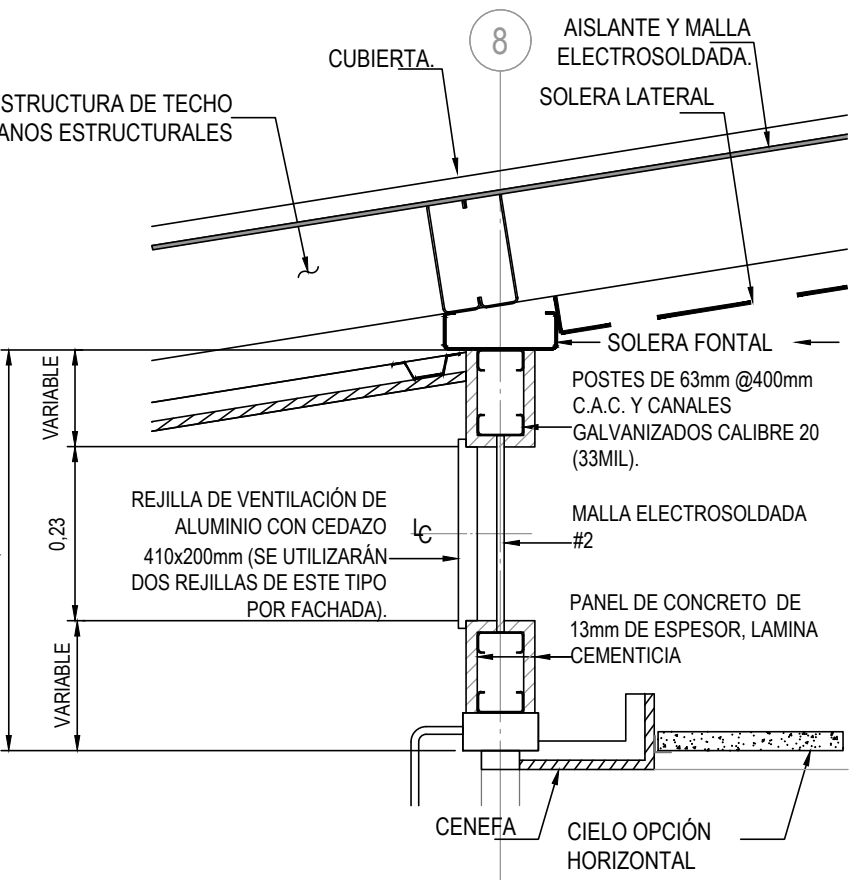 8
CUBIERTA.
AISLANTE Y MALLA
ELECTROSOLDADA.
STRUCTURA DE TECHO
ANOS ESTRUCTURALES
SOLERA LATERAL
SOLERA FONTAL
VARIABLE
POSTES DE 63mm @400mm
C.A.C. Y CANALES
GALVANIZADOS CALIBRE 20
(33MIL).
0,23
REJILLA DE VENTILACIÓN DE
ALUMINIO CON CEDAZO
410x200mm (SE UTILIZARÁN
DOS REJILLAS DE ESTE TIPO
POR FACHADA).
LC
MALLA ELECTROSOLDADA
#2
PANEL DE CONCRETO DE
13mm DE ESPESOR, LAMINA
CEMENTICIA
VARIABLE
CENEFA
CIELO OPCIÓN
HORIZONTAL